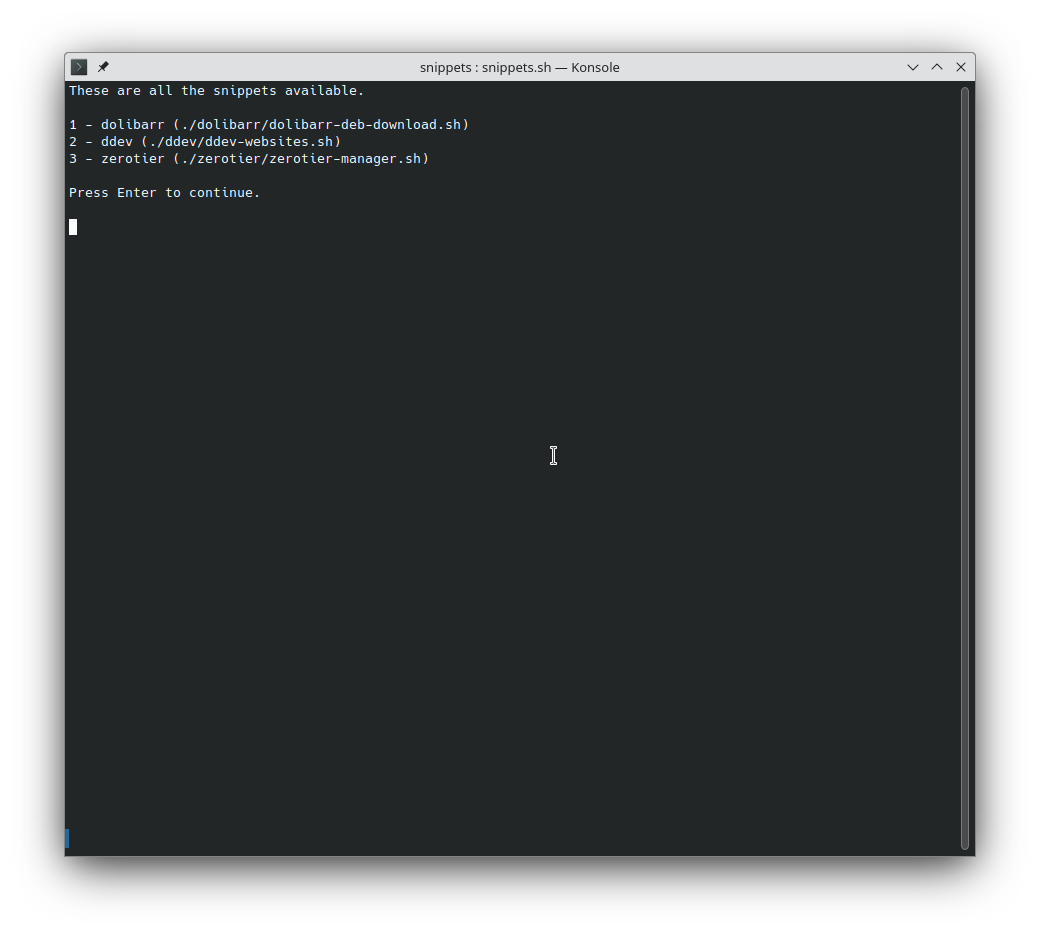 snippets : snippets.sh — Konsole
These are all the snippets available.
1 - dolibarr (./dolibarr/dolibarr-deb-download.sh)
2 - ddev (./ddev/ddev-websites.sh)
3 - zerotier (./zerotier/zerotier-manager.sh)
Press Enter to continue.